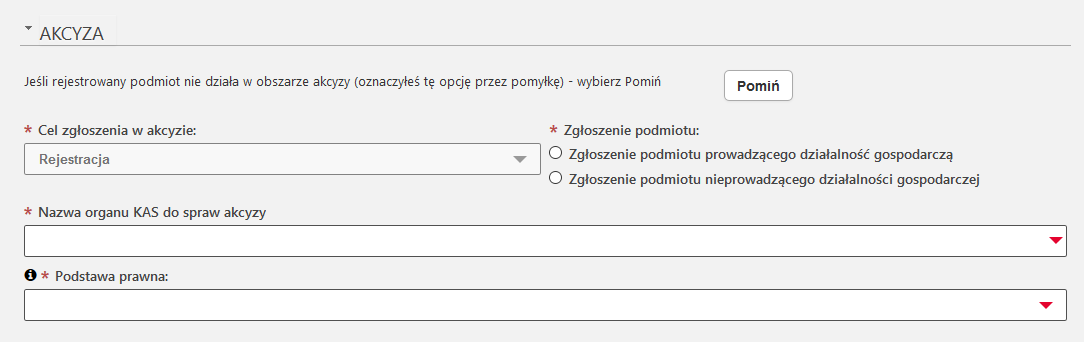 AKCYZA
Jeśli rejestrowany podmiot nie działa w obszarze akcyzy (oznaczyłeś tę opcję przez pomyłkę) - wybierz Pomiń
Pomiń
* Cel zgłoszenia w akcyzie:
Rejestracja
* Zgłoszenie podmiotu:
Zgłoszenie podmiotu prowadzącego działalność gospodarczą
Zgłoszenie podmiotu nieprowadzącego działalności gospodarczej
* Nazwa organu KAS do spraw akcyzy
* Podstawa prawna: